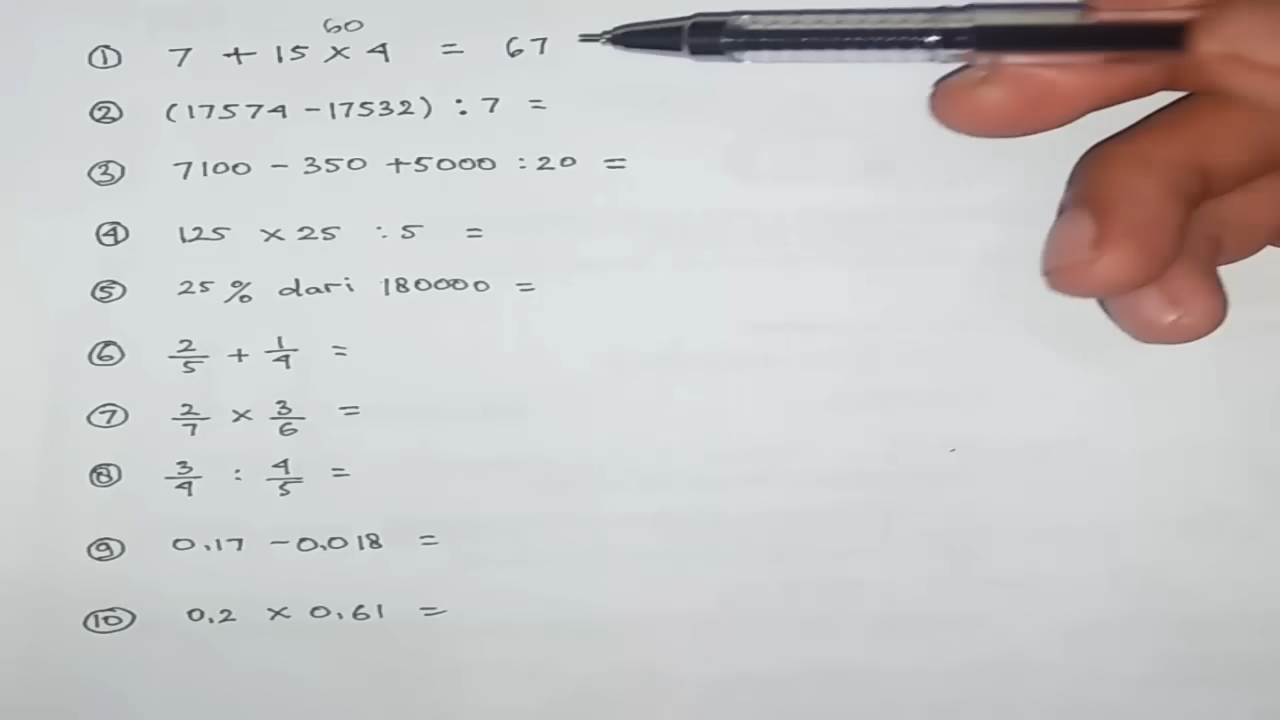 60
① 7 + 15 × 4 = 67
② (17574 - 17532) : 7 =
③ 7100 - 350 + 5000 : 20 =
④ 125 × 25 : 5 =
⑤ 25% dari 180000 =
⑥ 2/5 + 1/4 =
⑦ 2/7 × 3/6 =
⑧ 3/4 : 4/5 =
⑨ 0,17 - 0,018 =
⑩ 0,2 × 0,61 =